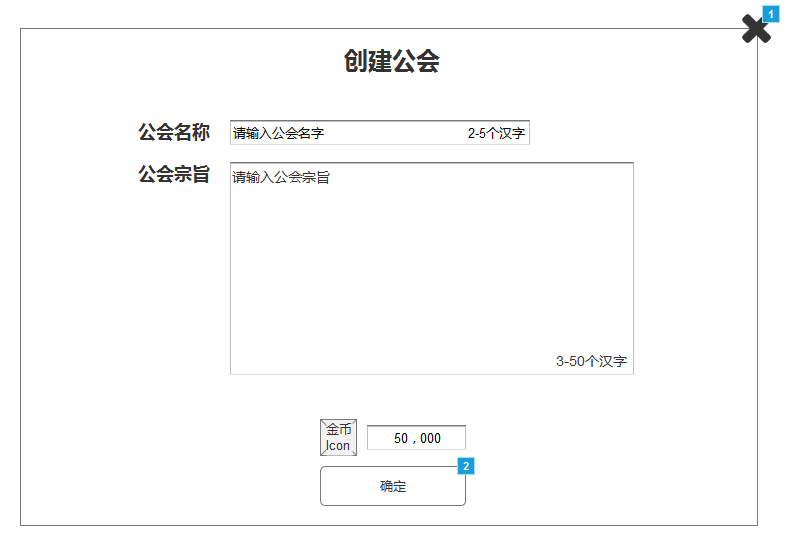 1
创建公会
公会名称 请输入公会名字 2-5个汉字
公会宗旨 请输入公会宗旨
3-50个汉字
金币
Icon
50，000
2
确定